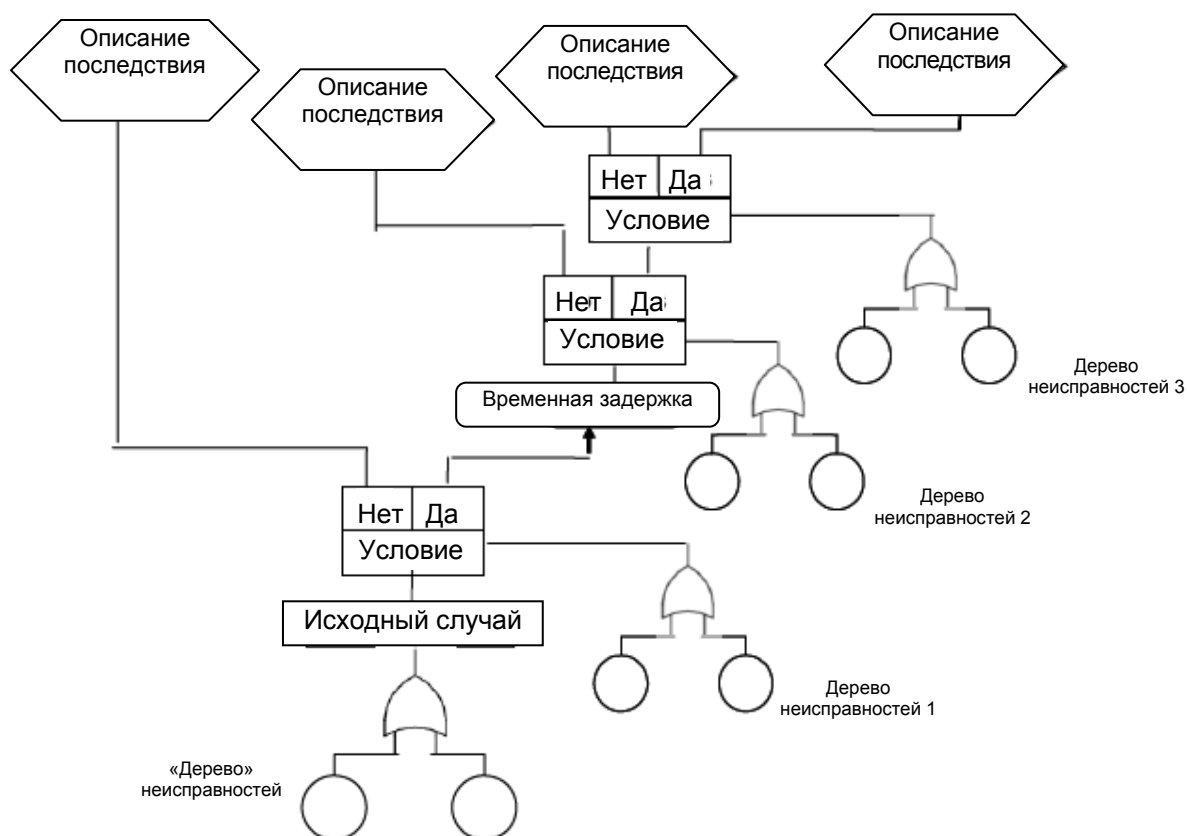 Описание
последствия
Описание
последствия
Описание
последствия
Описание
последствия
Нет Да
Условие
Нет Да
Условие
Дерево
неисправностей 3
Временная задержка
Дерево
неисправностей 2
Нет Да
Условие
Исходный случай
Дерево
неисправностей 1
«Дерево»
неисправностей